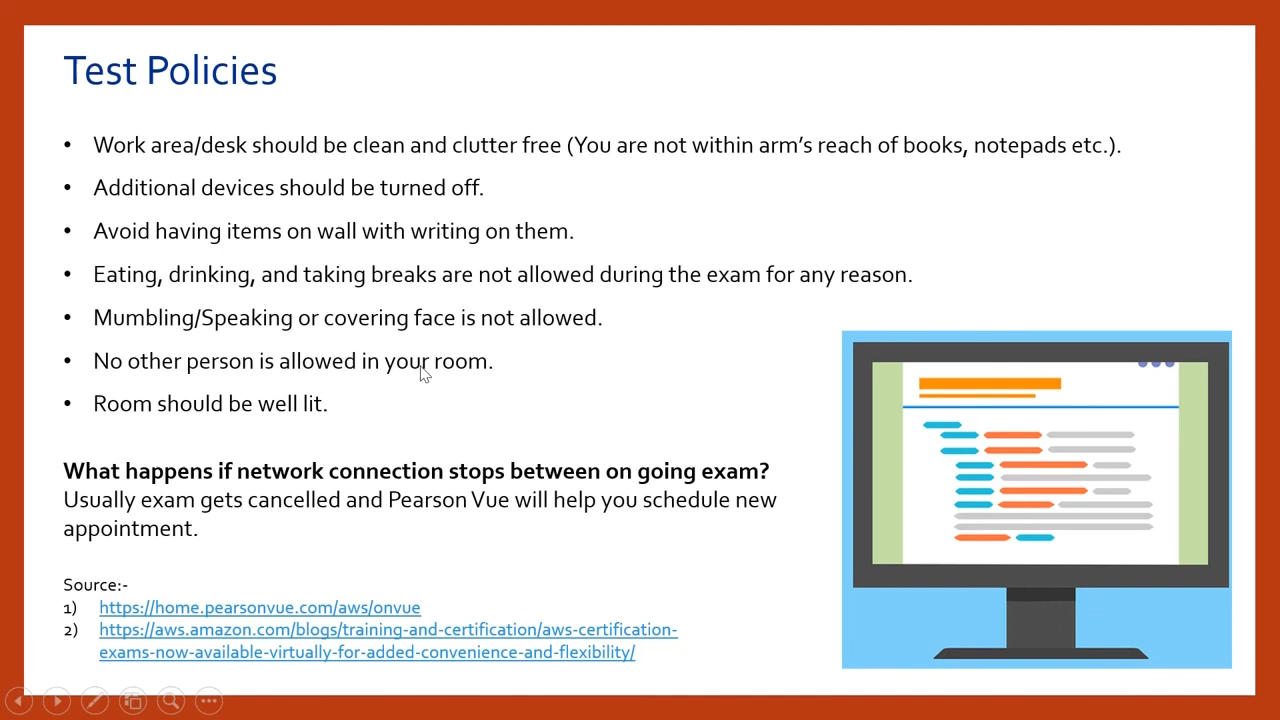 Test Policies
• Work area/desk should be clean and clutter free (You are not within arm's reach of books, notepads etc.).
• Additional devices should be turned off.
• Avoid having items on wall with writing on them.
• Eating, drinking, and taking breaks are not allowed during the exam for any reason.
• Mumbling/Speaking or covering face is not allowed.
• No other person is allowed in your room.
• Room should be well lit.
What happens if network connection stops between on going exam?
Usually exam gets cancelled and Pearson Vue will help you schedule new
appointment.
Source:-
1) https://home.pearsonvue.com/aws/onvue
2) https://aws.amazon.com/blogs/training-and-certification/aws-certification-
exams-now-available-virtually-for-added-convenience-and-flexibility/